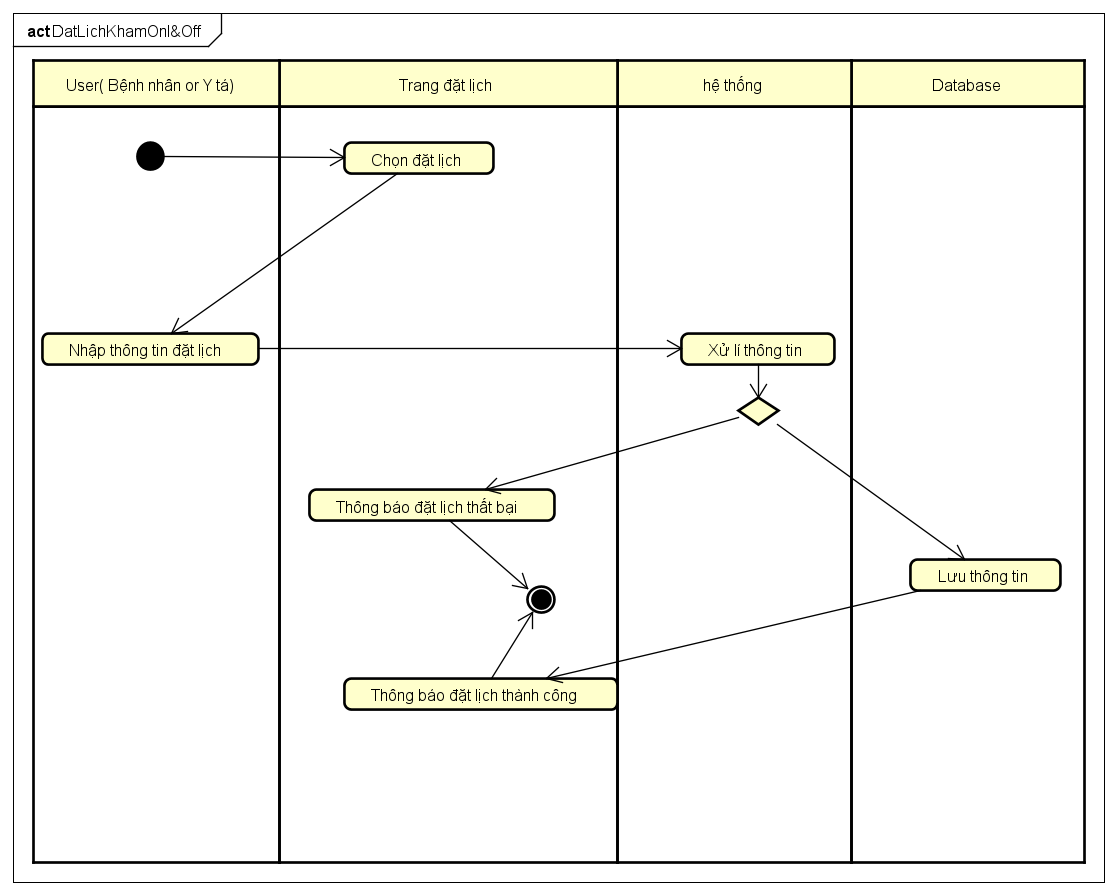 act DatLichKhamOnl&Off
User( Bệnh nhân or Y tá)
Trang đặt lịch
hệ thống
Database
Chọn đặt lịch
Nhập thông tin đặt lịch
Xử lí thông tin
Thông báo đặt lịch thất bại
Lưu thông tin
Thông báo đặt lịch thành công